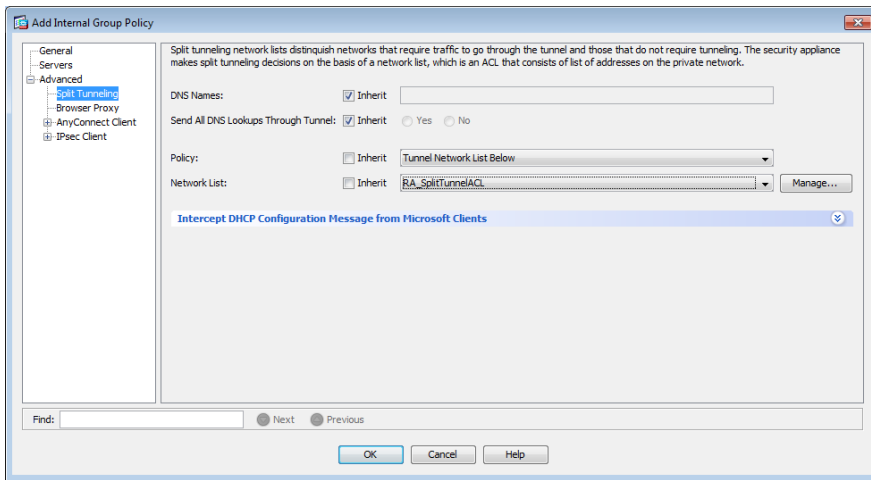 Add Internal Group Policy
General
Servers
Advanced
Split Tunneling
Browser Proxy
AnyConnect Client
IPsec Client
Split tunneling network lists distinguish networks that require traffic to go through the tunnel and those that do not require tunneling. The security appliance
makes split tunneling decisions on the basis of a network list, which is an ACL that consists of list of addresses on the private network.
DNS Names: Inherit
Send All DNS Lookups Through Tunnel: Inherit Yes No
Policy: Inherit Tunnel Network List Below
Network List: Inherit RA_SplitTunnelACL Manage...
Intercept DHCP Configuration Message from Microsoft Clients
Find: Next Previous
OK Cancel Help